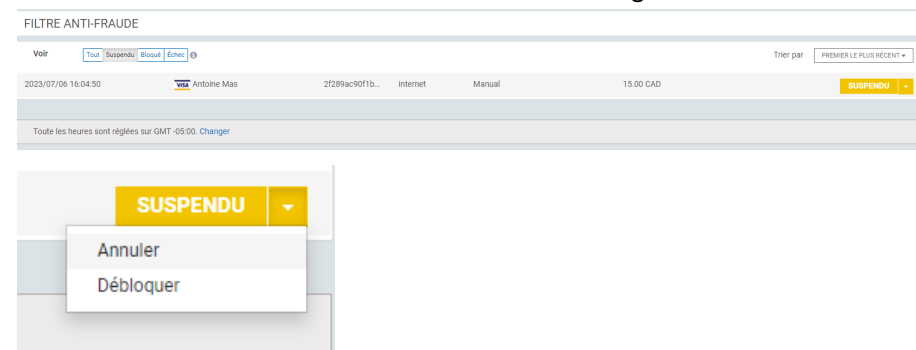 FILTRE ANTI-FRAUDE
Voir Tout Suspendu Bloqué Échec Trier par PREMIER LE PLUS RÉCENT
2023/07/06 16:04:50 VISA Antoine Mas 2f289ac90f1b... Internet Manual 15.00 CAD SUSPENDU
Toute les heures sont réglées sur GMT -05:00. Changer
SUSPENDU
Annuler
Débloquer